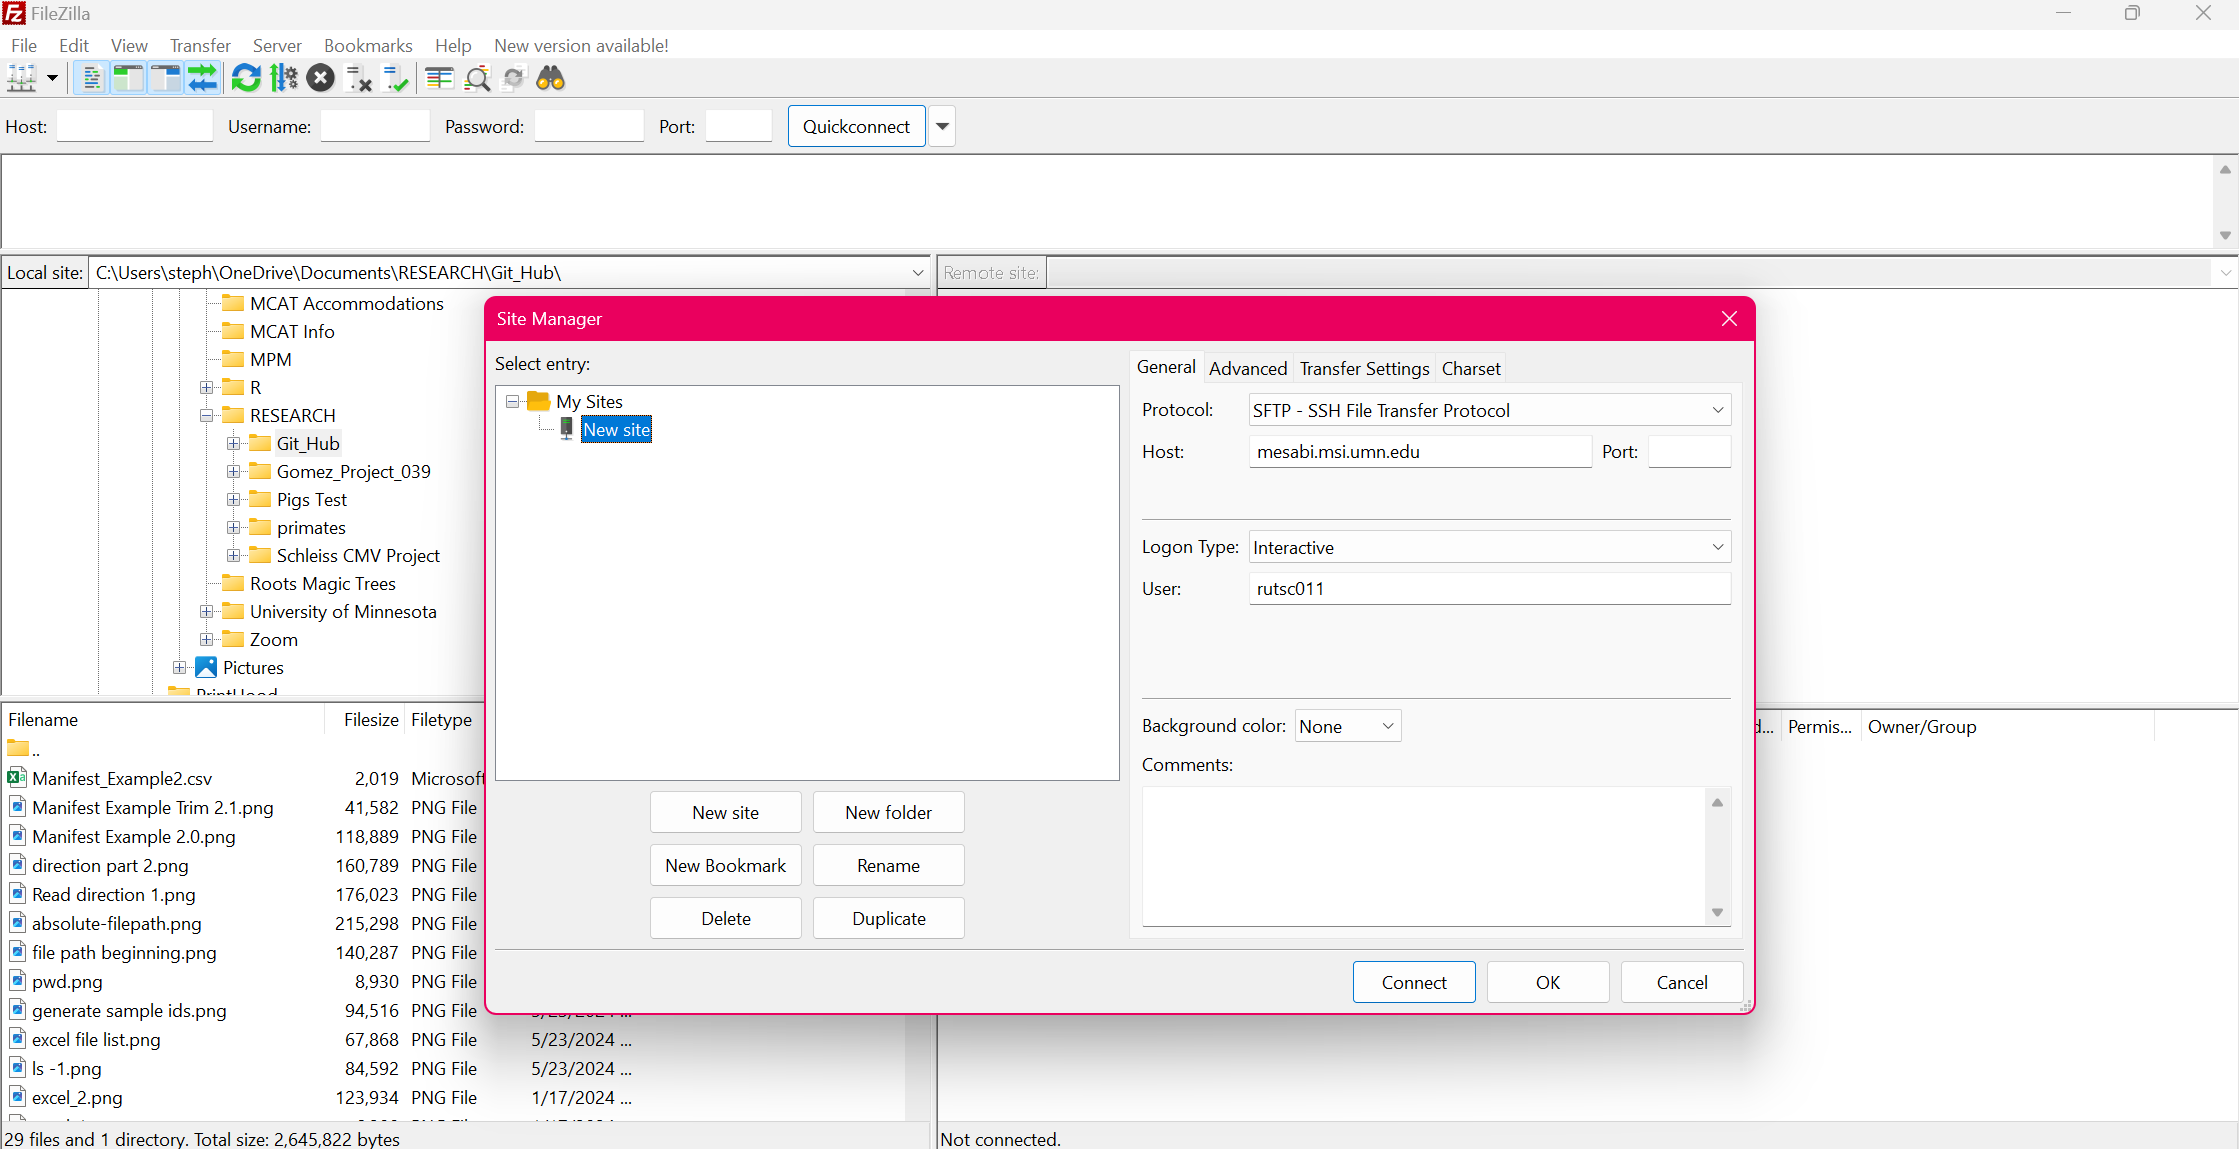 FileZilla
File Edit View Transfer Server Bookmarks Help New version available!
Host: Username: Password: Port: Quickconnect
Local site: C:\Users\steph\OneDrive\Documents\RESEARCH\Git_Hub\
Remote site:
MCAT Accommodations
MCAT Info
MPM
R
RESEARCH
Git_Hub
Gomez_Project_039
Pigs Test
primates
Schleiss CMV Project
Roots Magic Trees
University of Minnesota
Zoom
Pictures
PrintHood
Site Manager
Select entry:
My Sites
New site
New site New folder
New Bookmark Rename
Delete Duplicate
General Advanced Transfer Settings Charset
Protocol: SFTP - SSH File Transfer Protocol
Host: mesabi.msi.umn.edu Port:
Logon Type: Interactive
User: rutsc011
Background color: None
Comments:
Connect OK Cancel
Filename Filesize Filetype
..
Manifest_Example2.csv 2,019 Microsoft
Manifest Example Trim 2.1.png 41,582 PNG File
Manifest Example 2.0.png 118,889 PNG File
direction part 2.png 160,789 PNG File
Read direction 1.png 176,023 PNG File
absolute-filepath.png 215,298 PNG File
file path beginning.png 140,287 PNG File
pwd.png 8,930 PNG File
generate sample ids.png 94,516 PNG File
excel file list.png 67,868 PNG File 5/23/2024 ...
ls -1.png 84,592 PNG File 5/23/2024 ...
excel_2.png 123,934 PNG File 1/17/2024 ...
29 files and 1 directory. Total size: 2,645,822 bytes
d... Permis... Owner/Group
Not connected.